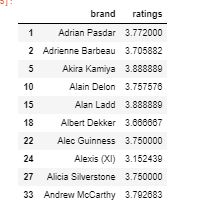 5]:
brand ratings
1 Adrian Pasdar 3.772000
2 Adrienne Barbeau 3.705882
5 Akira Kamiya 3.888889
10 Alain Delon 3.757576
15 Alan Ladd 3.888889
18 Albert Dekker 3.666667
22 Alec Guinness 3.750000
24 Alexis (XI) 3.152439
27 Alicia Silverstone 3.750000
33 Andrew McCarthy 3.792683